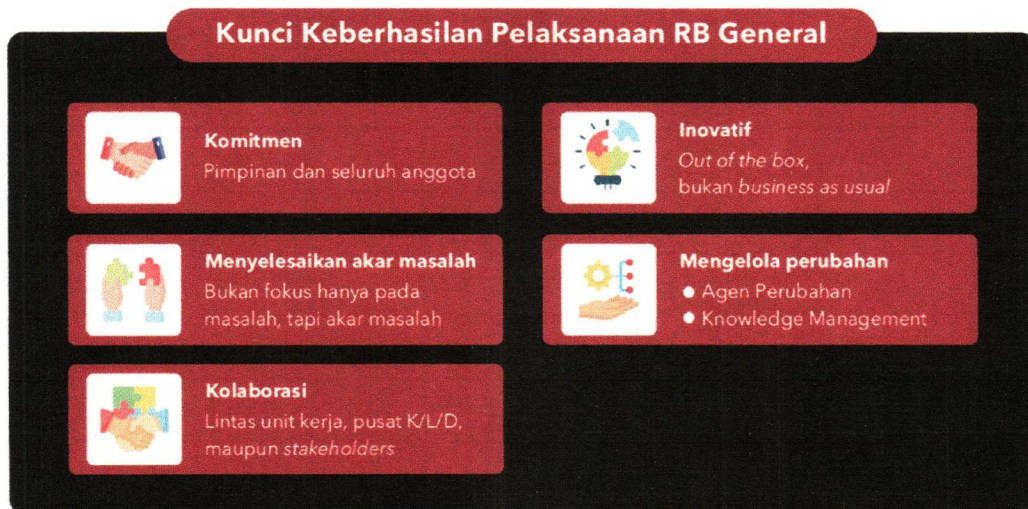 Kunci Keberhasilan Pelaksanaan RB General
Komitmen
Pimpinan dan seluruh anggota
Menyelesaikan akar masalah
Bukan fokus hanya pada
masalah, tapi akar masalah
Kolaborasi
Lintas unit kerja, pusat K/L/D,
maupun stakeholders
Inovatif
Out of the box,
bukan business as usual
Mengelola perubahan
● Agen Perubahan
● Knowledge Management